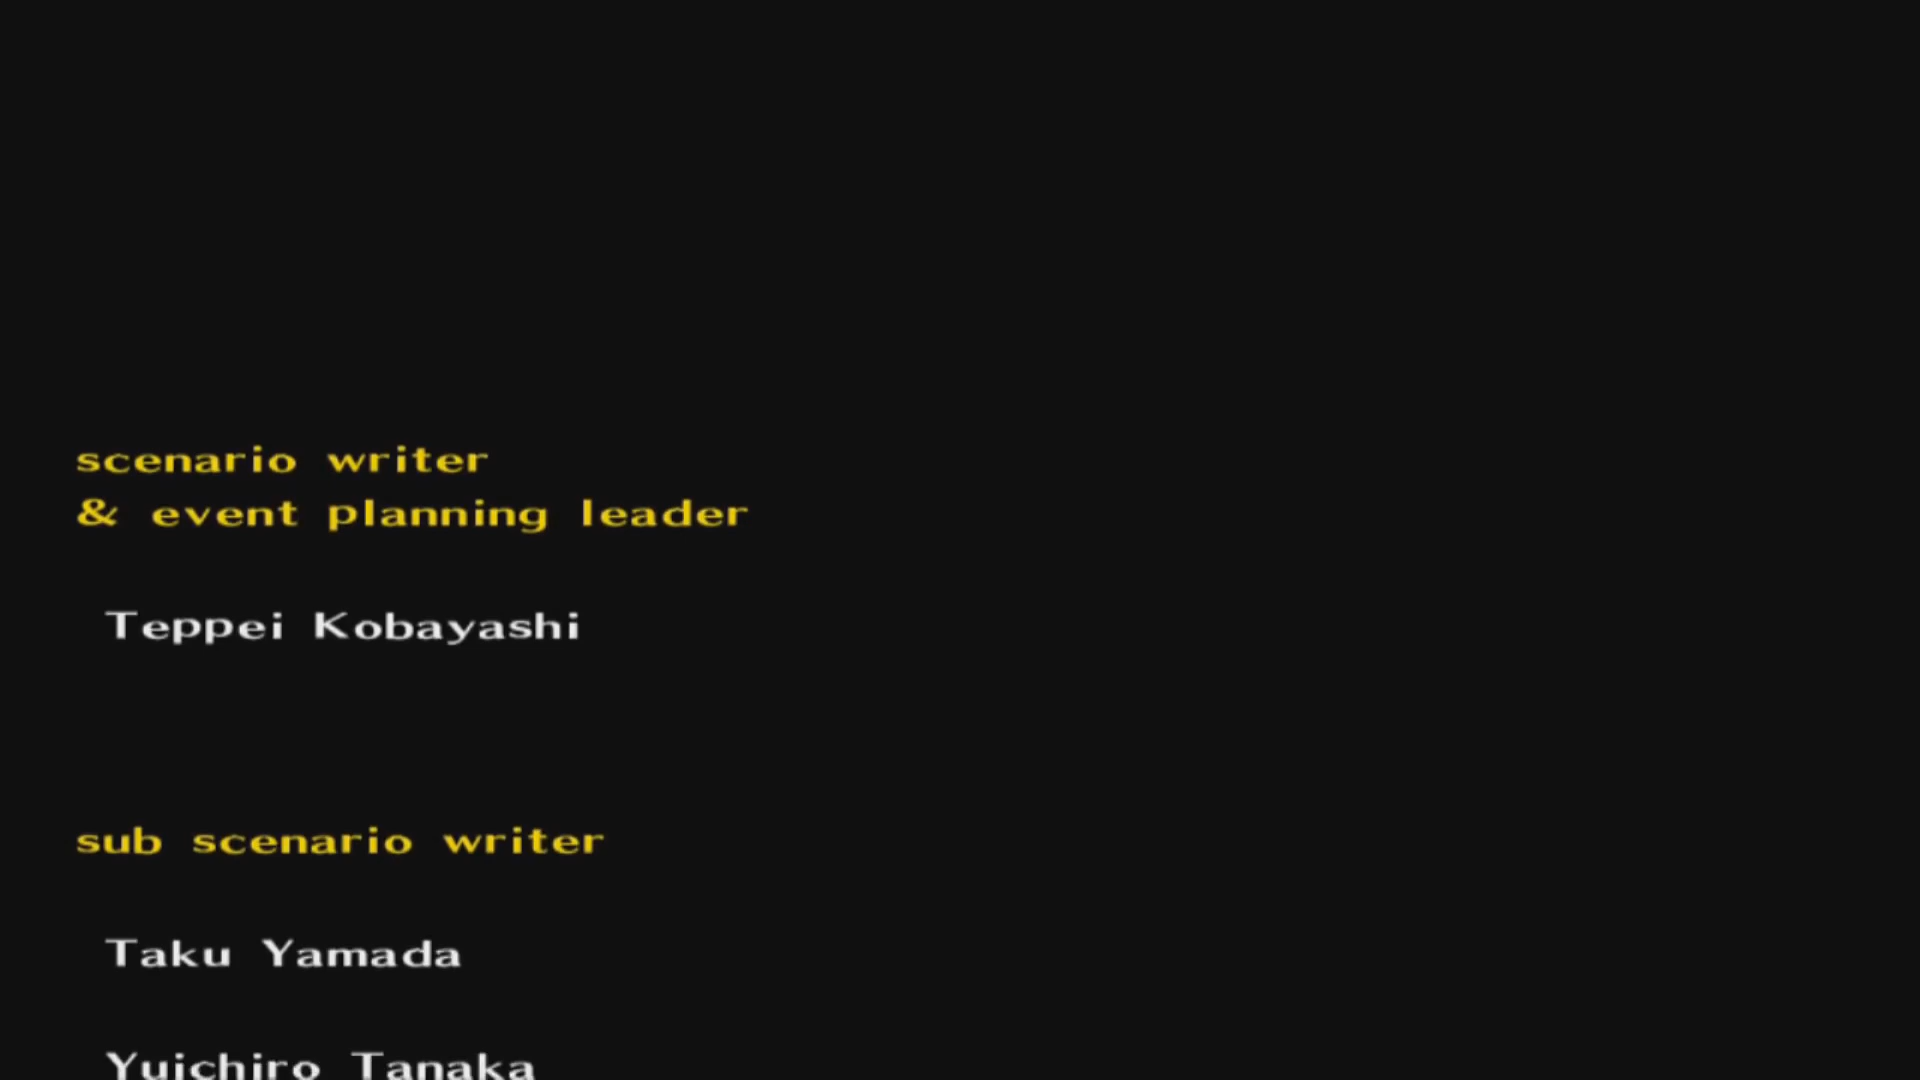 scenario writer
& event planning leader
Teppei Kobayashi
sub scenario writer
Taku Yamada
Yuichiro Tanaka